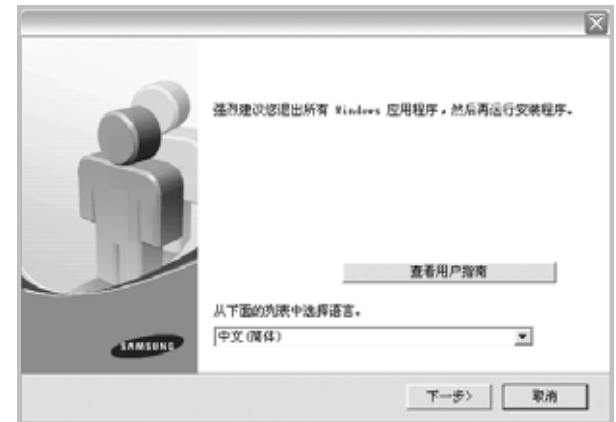 强烈建议您退出所有 Windows 应用程序，然后再运行安装程序。
查看用户指南
从下面的列表中选择语言。
中文(简体)
SAMSUNG
下一步>
取消